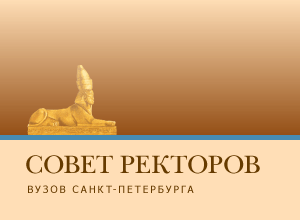 СОВЕТ РЕКТОРОВ
ВУЗОВ САНКТ-ПЕТЕРБУРГА